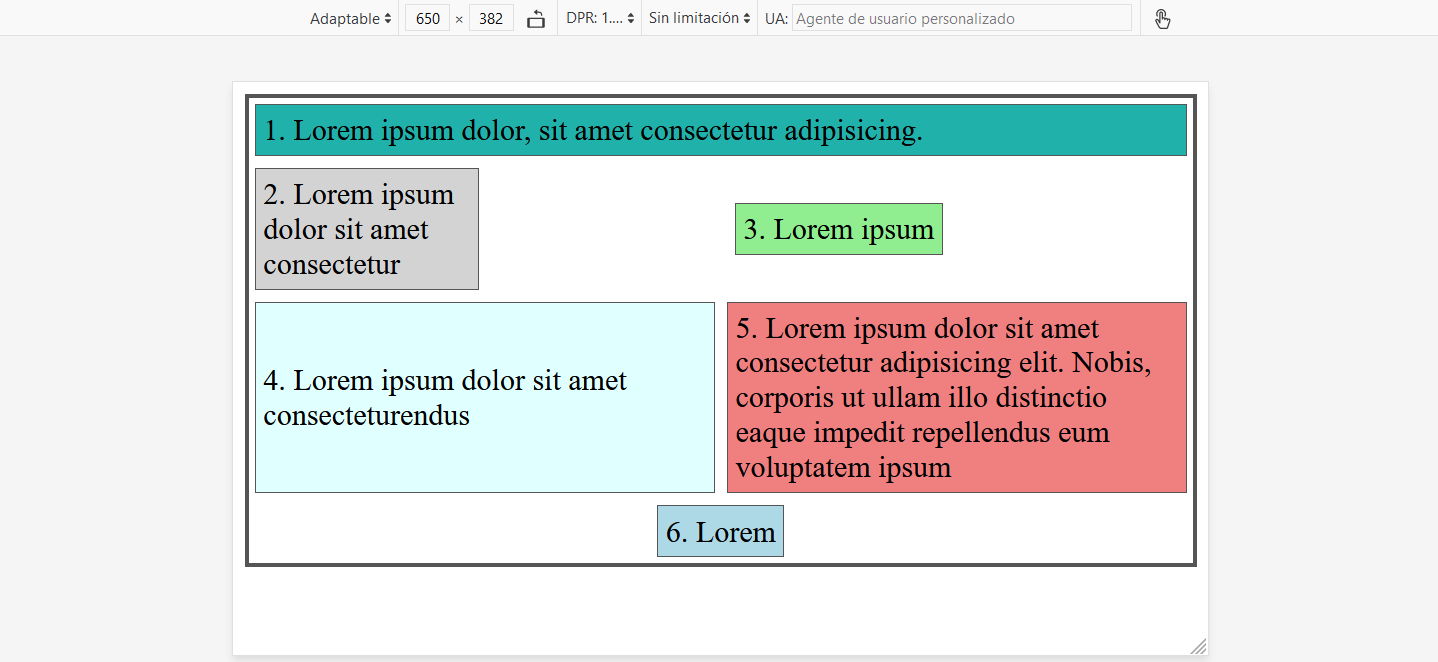 Adaptable 650 × 382 DPR: 1.... Sin limitación UA: Agente de usuario personalizado
1. Lorem ipsum dolor, sit amet consectetur adipisicing.
2. Lorem ipsum
dolor sit amet
consectetur
3. Lorem ipsum
4. Lorem ipsum dolor sit amet
consecteturendus
5. Lorem ipsum dolor sit amet
consectetur adipisicing elit. Nobis,
corporis ut ullam illo distinctio
eaque impedit repellendus eum
voluptatem ipsum
6. Lorem